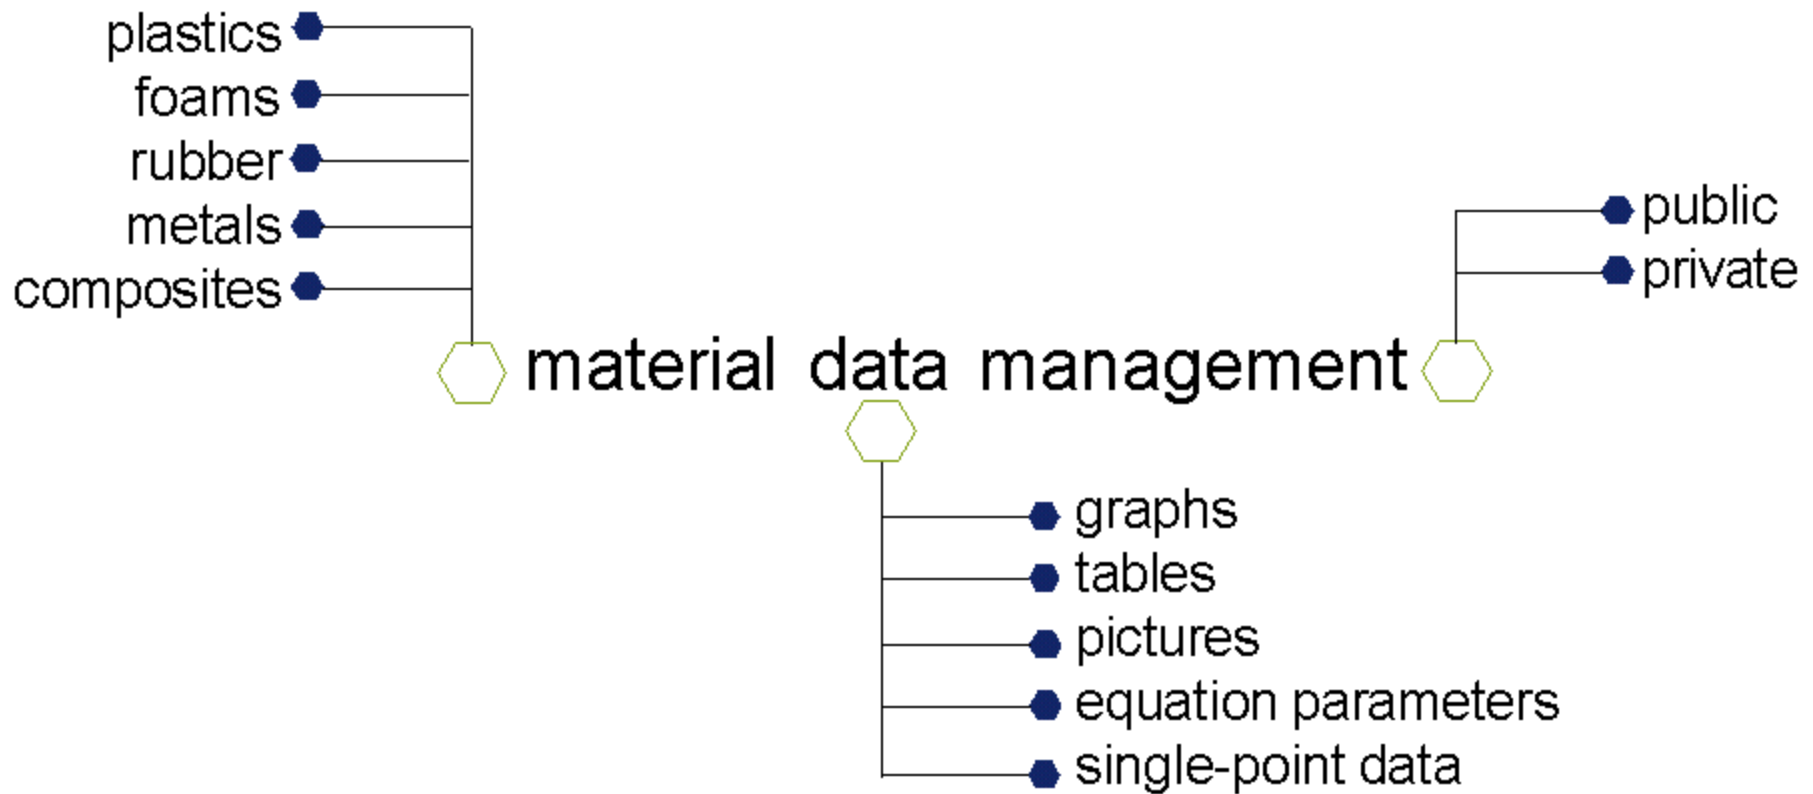 plastics
foams
rubber
metals
composites
public
private
material data management
graphs
tables
pictures
equation parameters
single-point data